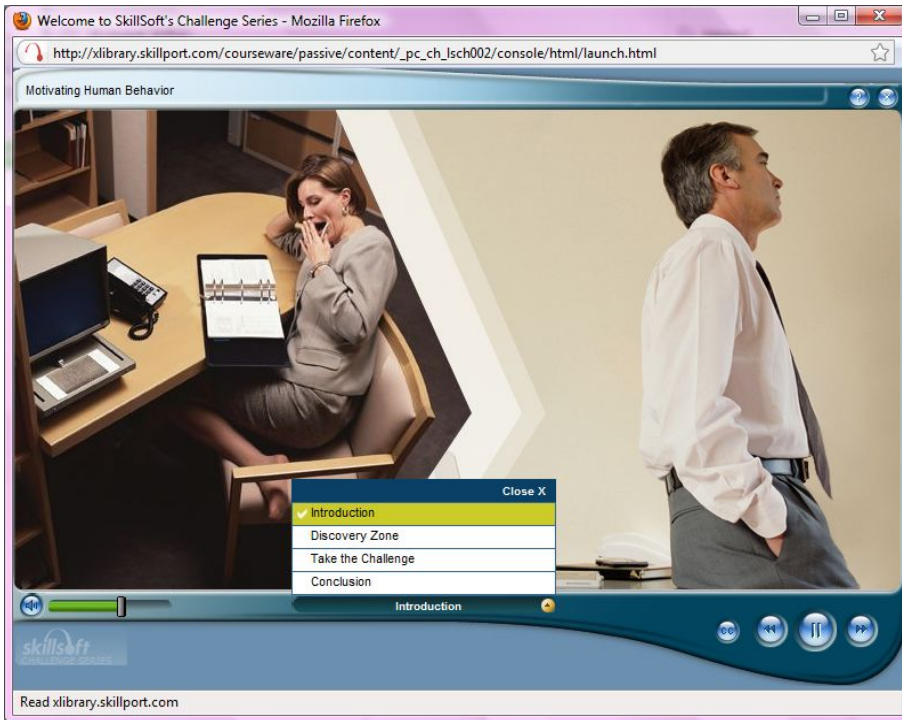 Welcome to SkillSoft's Challenge Series - Mozilla Firefox
http://xlibrary.skillport.com/courseware/passive/content/_pc_ch_lsch002/console/html/launch.html
Motivating Human Behavior
?
X
Close X
Introduction
Discovery Zone
Take the Challenge
Conclusion
Introduction
CC
skillsoft
CHALLENGE SERIES
Read xlibrary.skillport.com